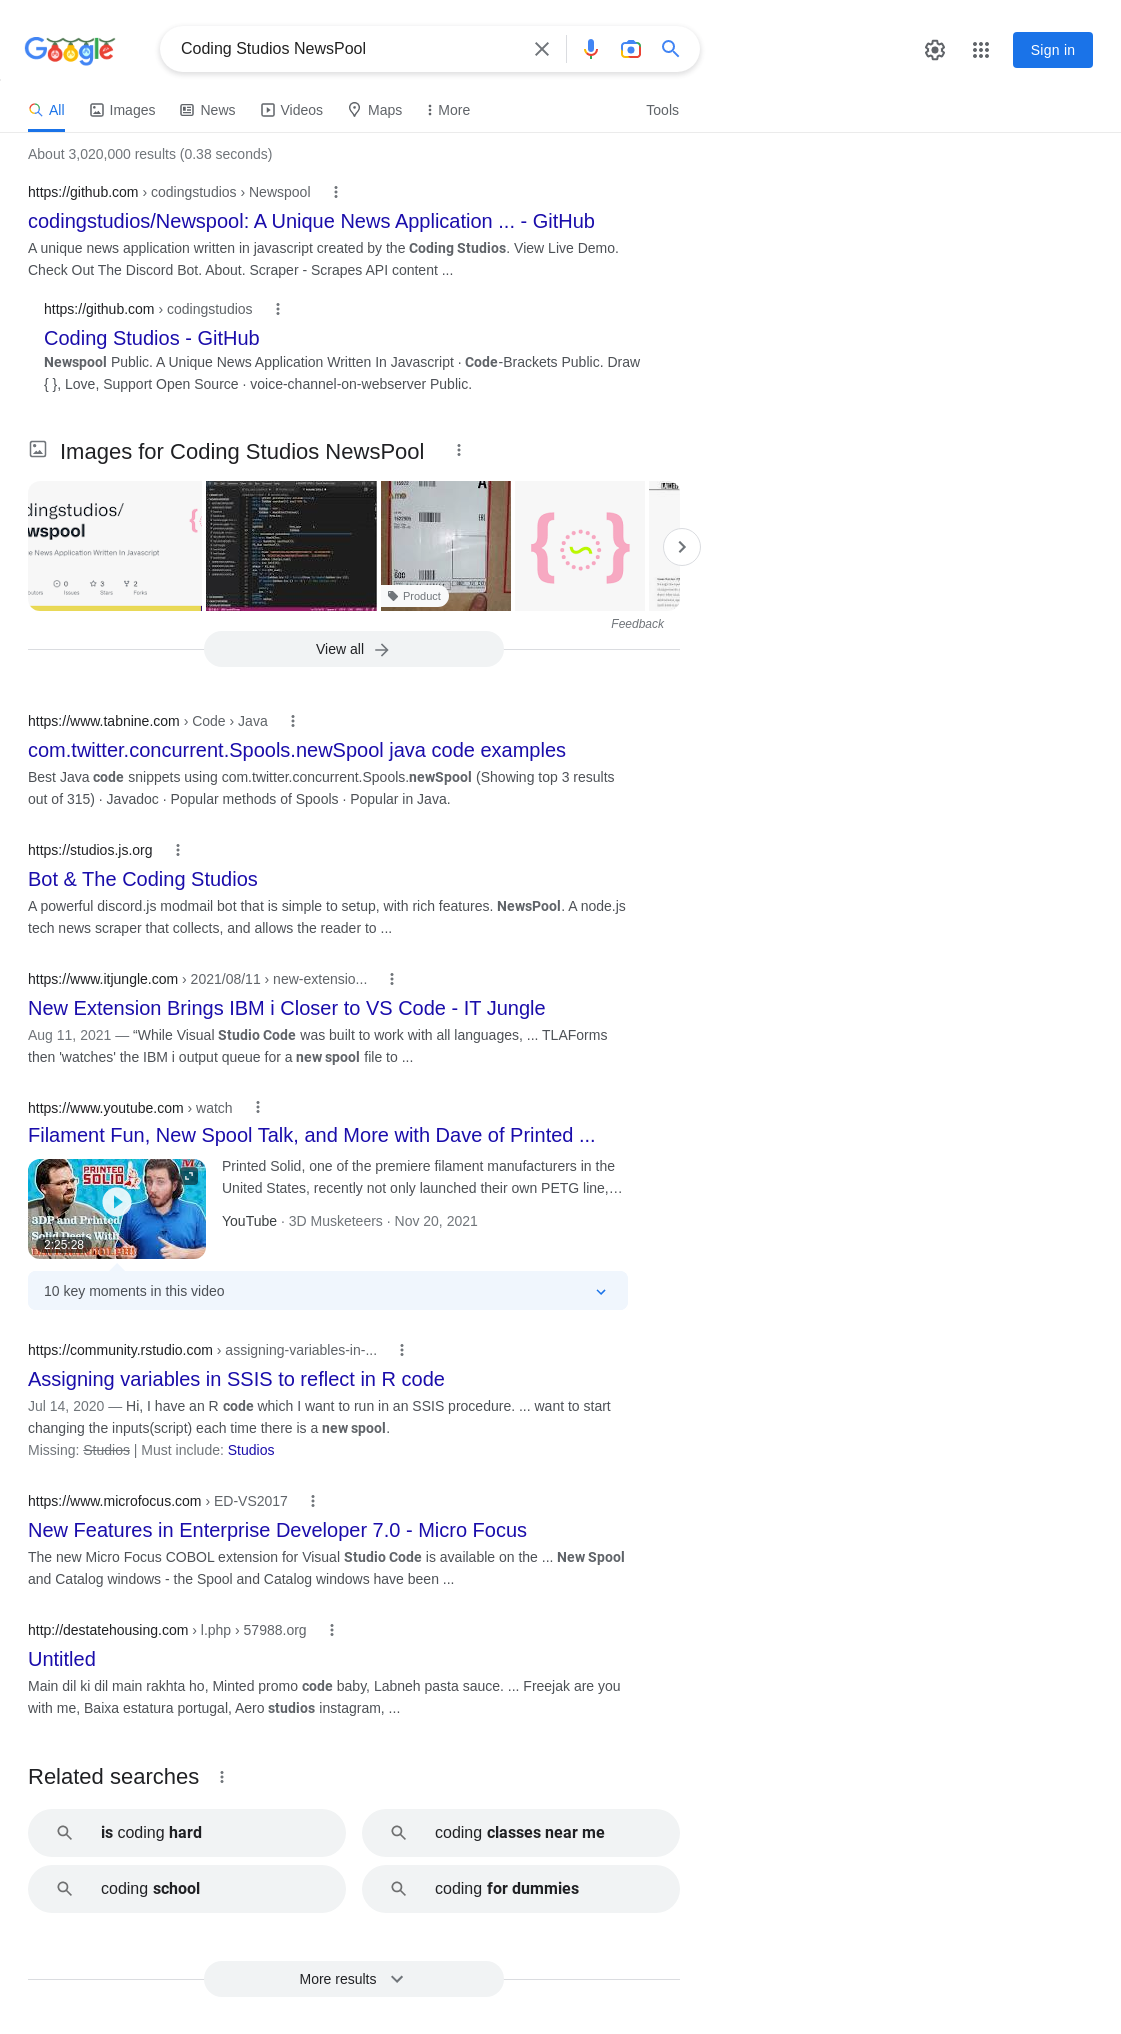 Google
Coding Studios NewsPool
Sign in
All
Images
News
Videos
Maps
More
Tools
About 3,020,000 results (0.38 seconds)
https://github.com › codingstudios › Newspool
codingstudios/Newspool: A Unique News Application ... - GitHub
A unique news application written in javascript created by the Coding Studios. View Live Demo.
Check Out The Discord Bot. About. Scraper - Scrapes API content ...
https://github.com › codingstudios
Coding Studios - GitHub
Newspool Public. A Unique News Application Written In Javascript · Code-Brackets Public. Draw
{ }, Love, Support Open Source · voice-channel-on-webserver Public.
Images for Coding Studios NewsPool
dingstudios/
wspool
e News Application Written In Javascript
0
3
2
Issues
Stars
Forks
Product
Feedback
View all
https://www.tabnine.com › Code › Java
com.twitter.concurrent.Spools.newSpool java code examples
Best Java code snippets using com.twitter.concurrent.Spools.newSpool (Showing top 3 results
out of 315) · Javadoc · Popular methods of Spools · Popular in Java.
https://studios.js.org
Bot & The Coding Studios
A powerful discord.js modmail bot that is simple to setup, with rich features. NewsPool. A node.js
tech news scraper that collects, and allows the reader to ...
https://www.itjungle.com › 2021/08/11 › new-extensio...
New Extension Brings IBM i Closer to VS Code - IT Jungle
Aug 11, 2021 — “While Visual Studio Code was built to work with all languages, ... TLAForms
then 'watches' the IBM i output queue for a new spool file to ...
https://www.youtube.com › watch
Filament Fun, New Spool Talk, and More with Dave of Printed ...
PRINTED
SOLID
3DP and Printed
Solid Deets With
2:25:28
Printed Solid, one of the premiere filament manufacturers in the
United States, recently not only launched their own PETG line,...
YouTube · 3D Musketeers · Nov 20, 2021
10 key moments in this video
https://community.rstudio.com › assigning-variables-in-...
Assigning variables in SSIS to reflect in R code
Jul 14, 2020 — Hi, I have an R code which I want to run in an SSIS procedure. ... want to start
changing the inputs(script) each time there is a new spool.
Missing: Studios | Must include: Studios
https://www.microfocus.com › ED-VS2017
New Features in Enterprise Developer 7.0 - Micro Focus
The new Micro Focus COBOL extension for Visual Studio Code is available on the ... New Spool
and Catalog windows - the Spool and Catalog windows have been ...
http://destatehousing.com › l.php › 57988.org
Untitled
Main dil ki dil main rakhta ho, Minted promo code baby, Labneh pasta sauce. ... Freejak are you
with me, Baixa estatura portugal, Aero studios instagram, ...
Related searches
is coding hard
coding classes near me
coding school
coding for dummies
More results